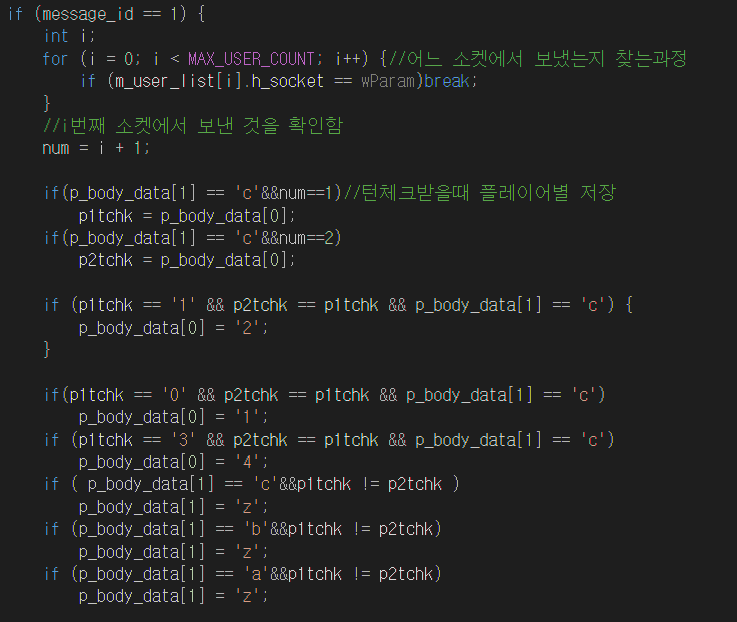 if (message_id == 1) {
int i;
for (i = 0; i < MAX_USER_COUNT; i++) {//어느 소켓에서 보냈는지 찾는과정
if (m_user_list[i].h_socket == wParam)break;
}
//i번째 소켓에서 보낸 것을 확인함
num = i + 1;
if(p_body_data[1] == 'c'&&num==1)//턴체크받을때 플레이어별 저장
p1tchk = p_body_data[0];
if(p_body_data[1] == 'c'&&num==2)
p2tchk = p_body_data[0];
if (p1tchk == '1' && p2tchk == p1tchk && p_body_data[1] == 'c') {
p_body_data[0] = '2';
}
if(p1tchk == '0' && p2tchk == p1tchk && p_body_data[1] == 'c')
p_body_data[0] = '1';
if (p1tchk == '3' && p2tchk == p1tchk && p_body_data[1] == 'c')
p_body_data[0] = '4';
if ( p_body_data[1] == 'c'&&p1tchk != p2tchk )
p_body_data[1] = 'z';
if (p_body_data[1] == 'b'&&p1tchk != p2tchk)
p_body_data[1] = 'z';
if (p_body_data[1] == 'a'&&p1tchk != p2tchk)
p_body_data[1] = 'z';